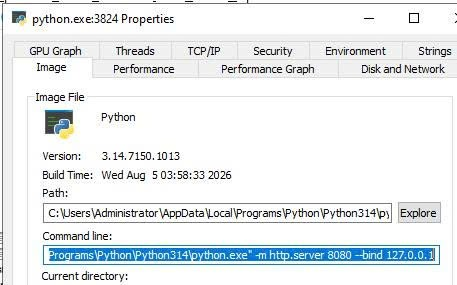 python.exe:3824 Properties
GPU Graph Threads TCP/IP Security Environment Strings
Image Performance Performance Graph Disk and Network
Image File
Python
Version: 3.14.7150.1013
Build Time: Wed Aug 5 03:58:33 2026
Path:
C:\Users\Administrator\AppData\Local\Programs\Python\Python314\py Explore
Command line:
Programs\Python\Python314\python.exe" -m http.server 8080 --bind 127.0.0.1
Current directory: